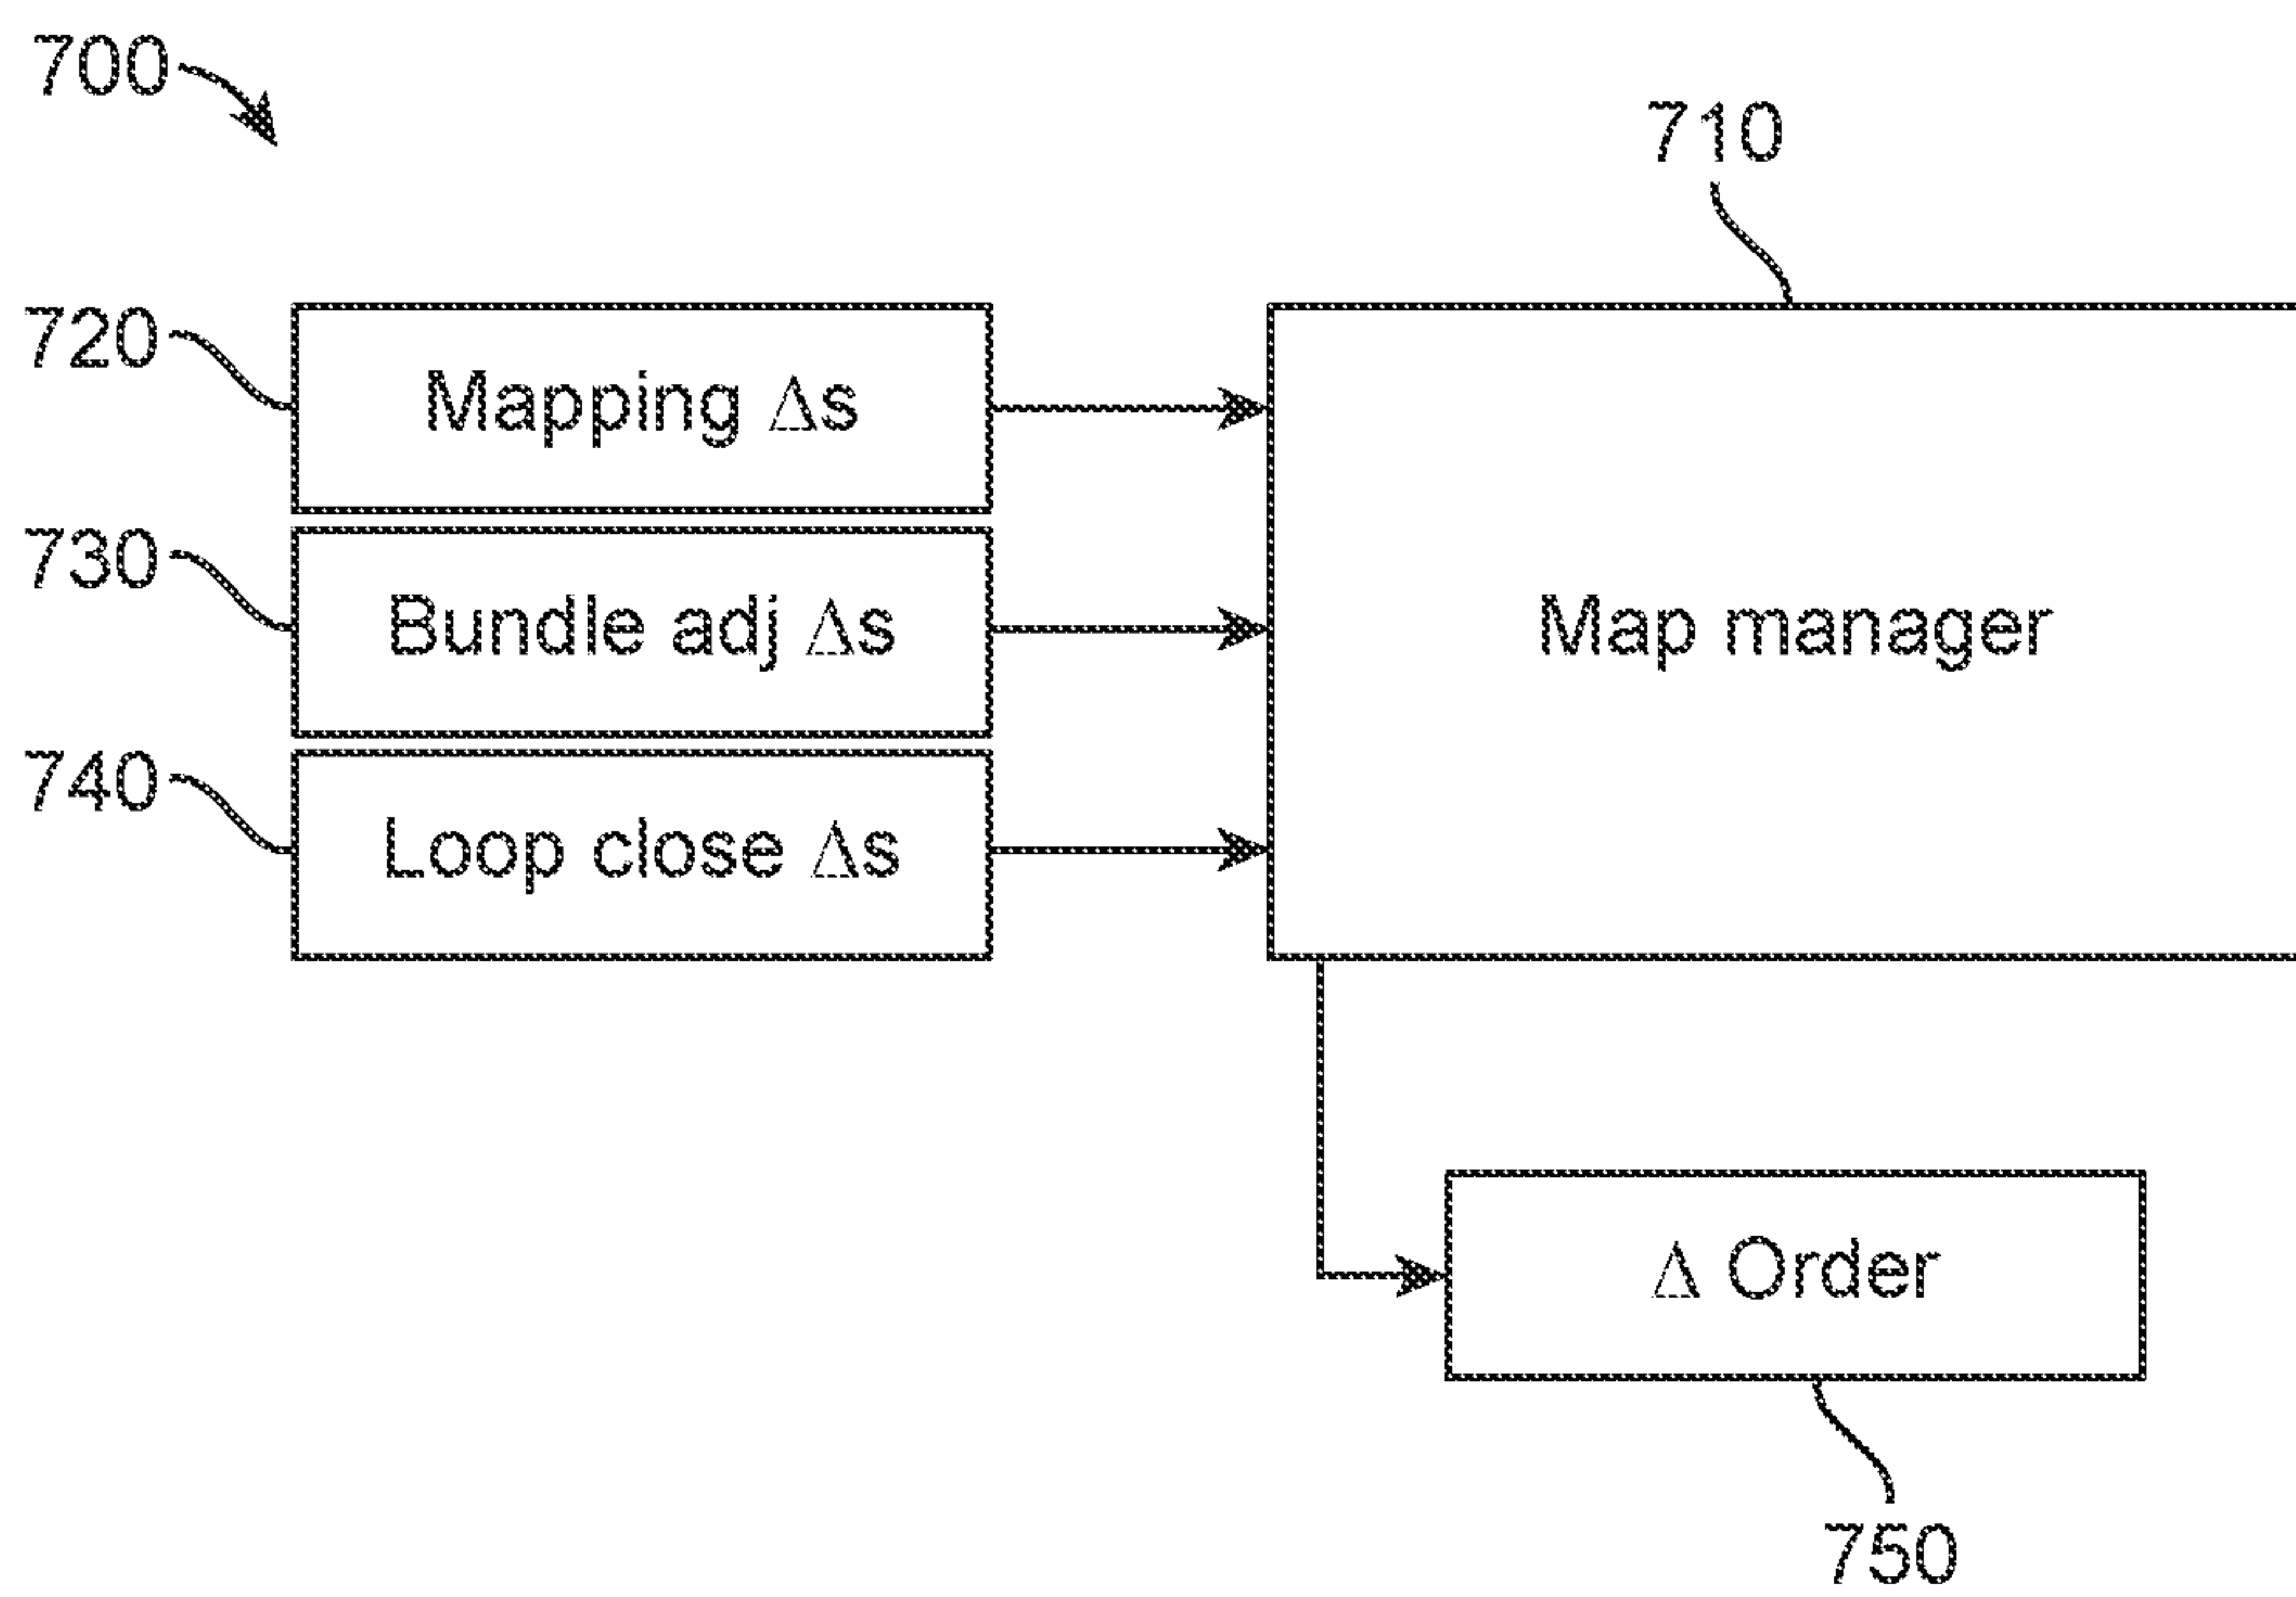 700
710
720
Mapping Δs
730
Bundle adj Δs
Map manager
740
Loop close Δs
Δ Order
750